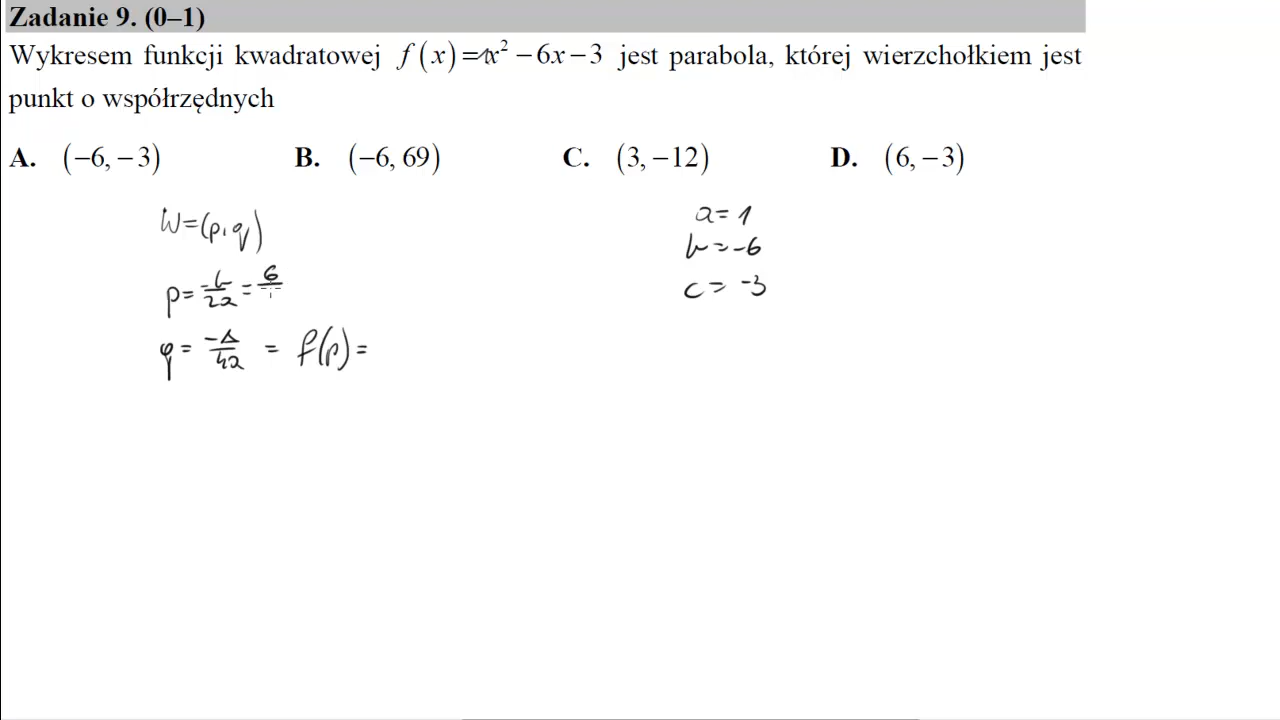 Zadanie 9. (0–1)
Wykresem funkcji kwadratowej f(x)=1x² − 6x − 3 jest parabola, której wierzchołkiem jest
punkt o współrzędnych
A. (−6, −3) B. (−6, 69) C. (3, −12) D. (6, −3)
W=(p,q) a=1
b=-6
p=-b/2a=6/ c=-3
q=-Δ/4a = f(p)=